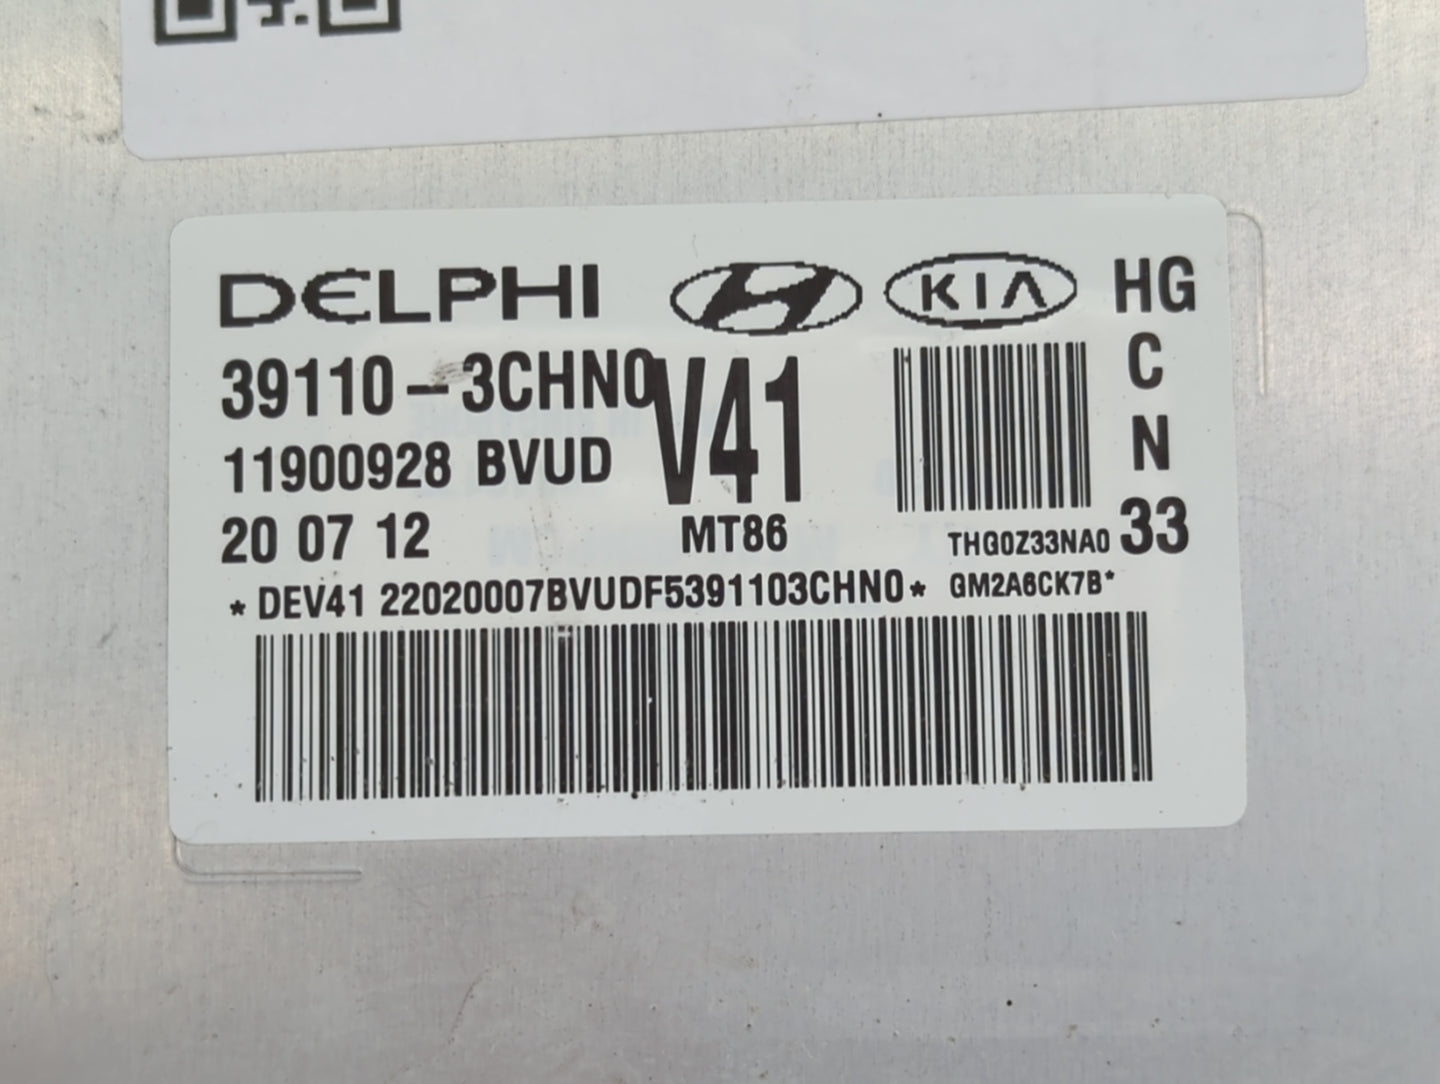 DELPHI KIA HG
39110-3CHN0 V41 C
11900928 BVUD N
20 07 12 MT86 THG0Z33NA0 33
* DEV41 22020007BVUDF5391103CHN0* GM2A6CK7B*